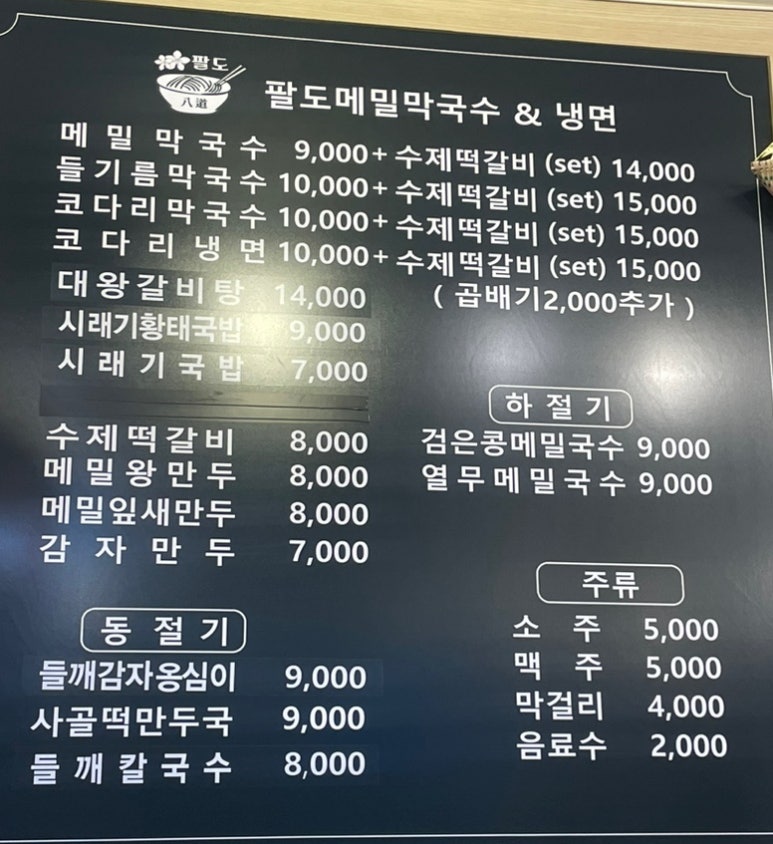 팔도
八道
팔도메밀막국수 & 냉면
메밀막국수 9,000 + 수제떡갈비 (set) 14,000
들기름막국수 10,000 + 수제떡갈비 (set) 15,000
코다리막국수 10,000 + 수제떡갈비 (set) 15,000
코다리냉면 10,000 + 수제떡갈비 (set) 15,000
( 곱배기2,000추가 )
대왕갈비탕 14,000
시래기황태국밥 9,000
시래기국밥 7,000
수제떡갈비 8,000
메밀왕만두 8,000
메밀잎새만두 8,000
감자만두 7,000
하절기
검은콩메밀국수 9,000
열무메밀국수 9,000
동절기
들깨감자옹심이 9,000
사골떡만두국 9,000
들깨칼국수 8,000
주류
소주 5,000
맥주 5,000
막걸리 4,000
음료수 2,000